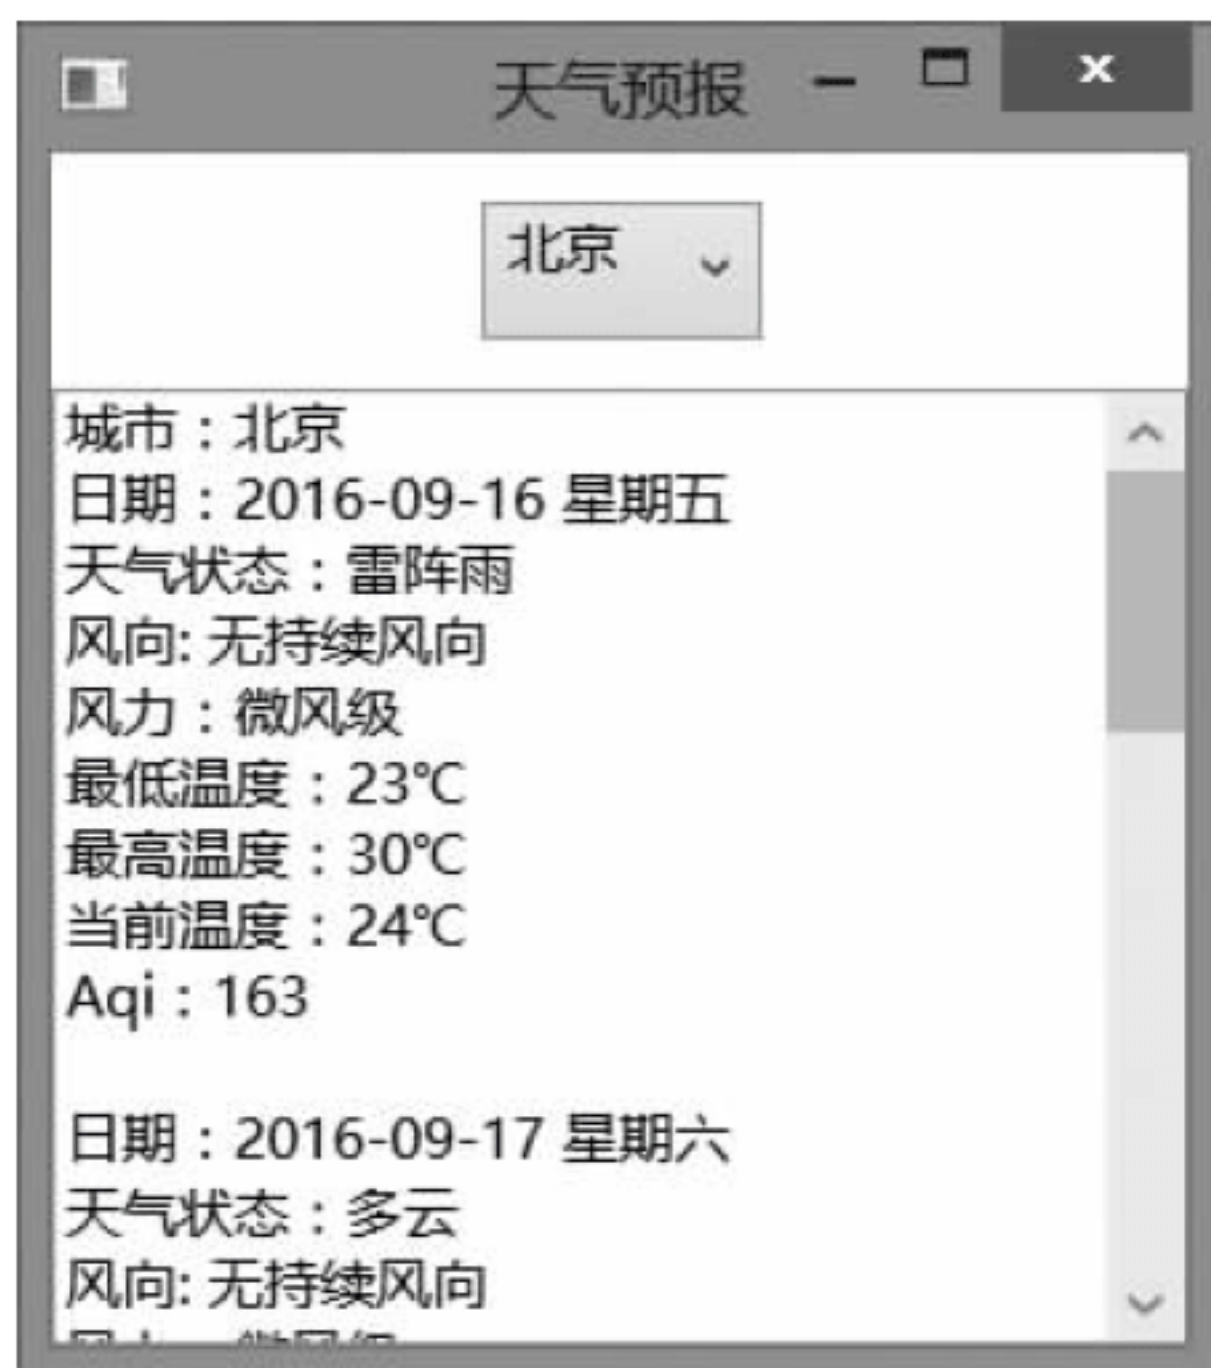 天气预报
北京
城市：北京
日期：2016-09-16 星期五
天气状态：雷阵雨
风向: 无持续风向
风力：微风级
最低温度：23℃
最高温度：30℃
当前温度：24℃
Aqi：163
日期：2016-09-17 星期六
天气状态：多云
风向: 无持续风向